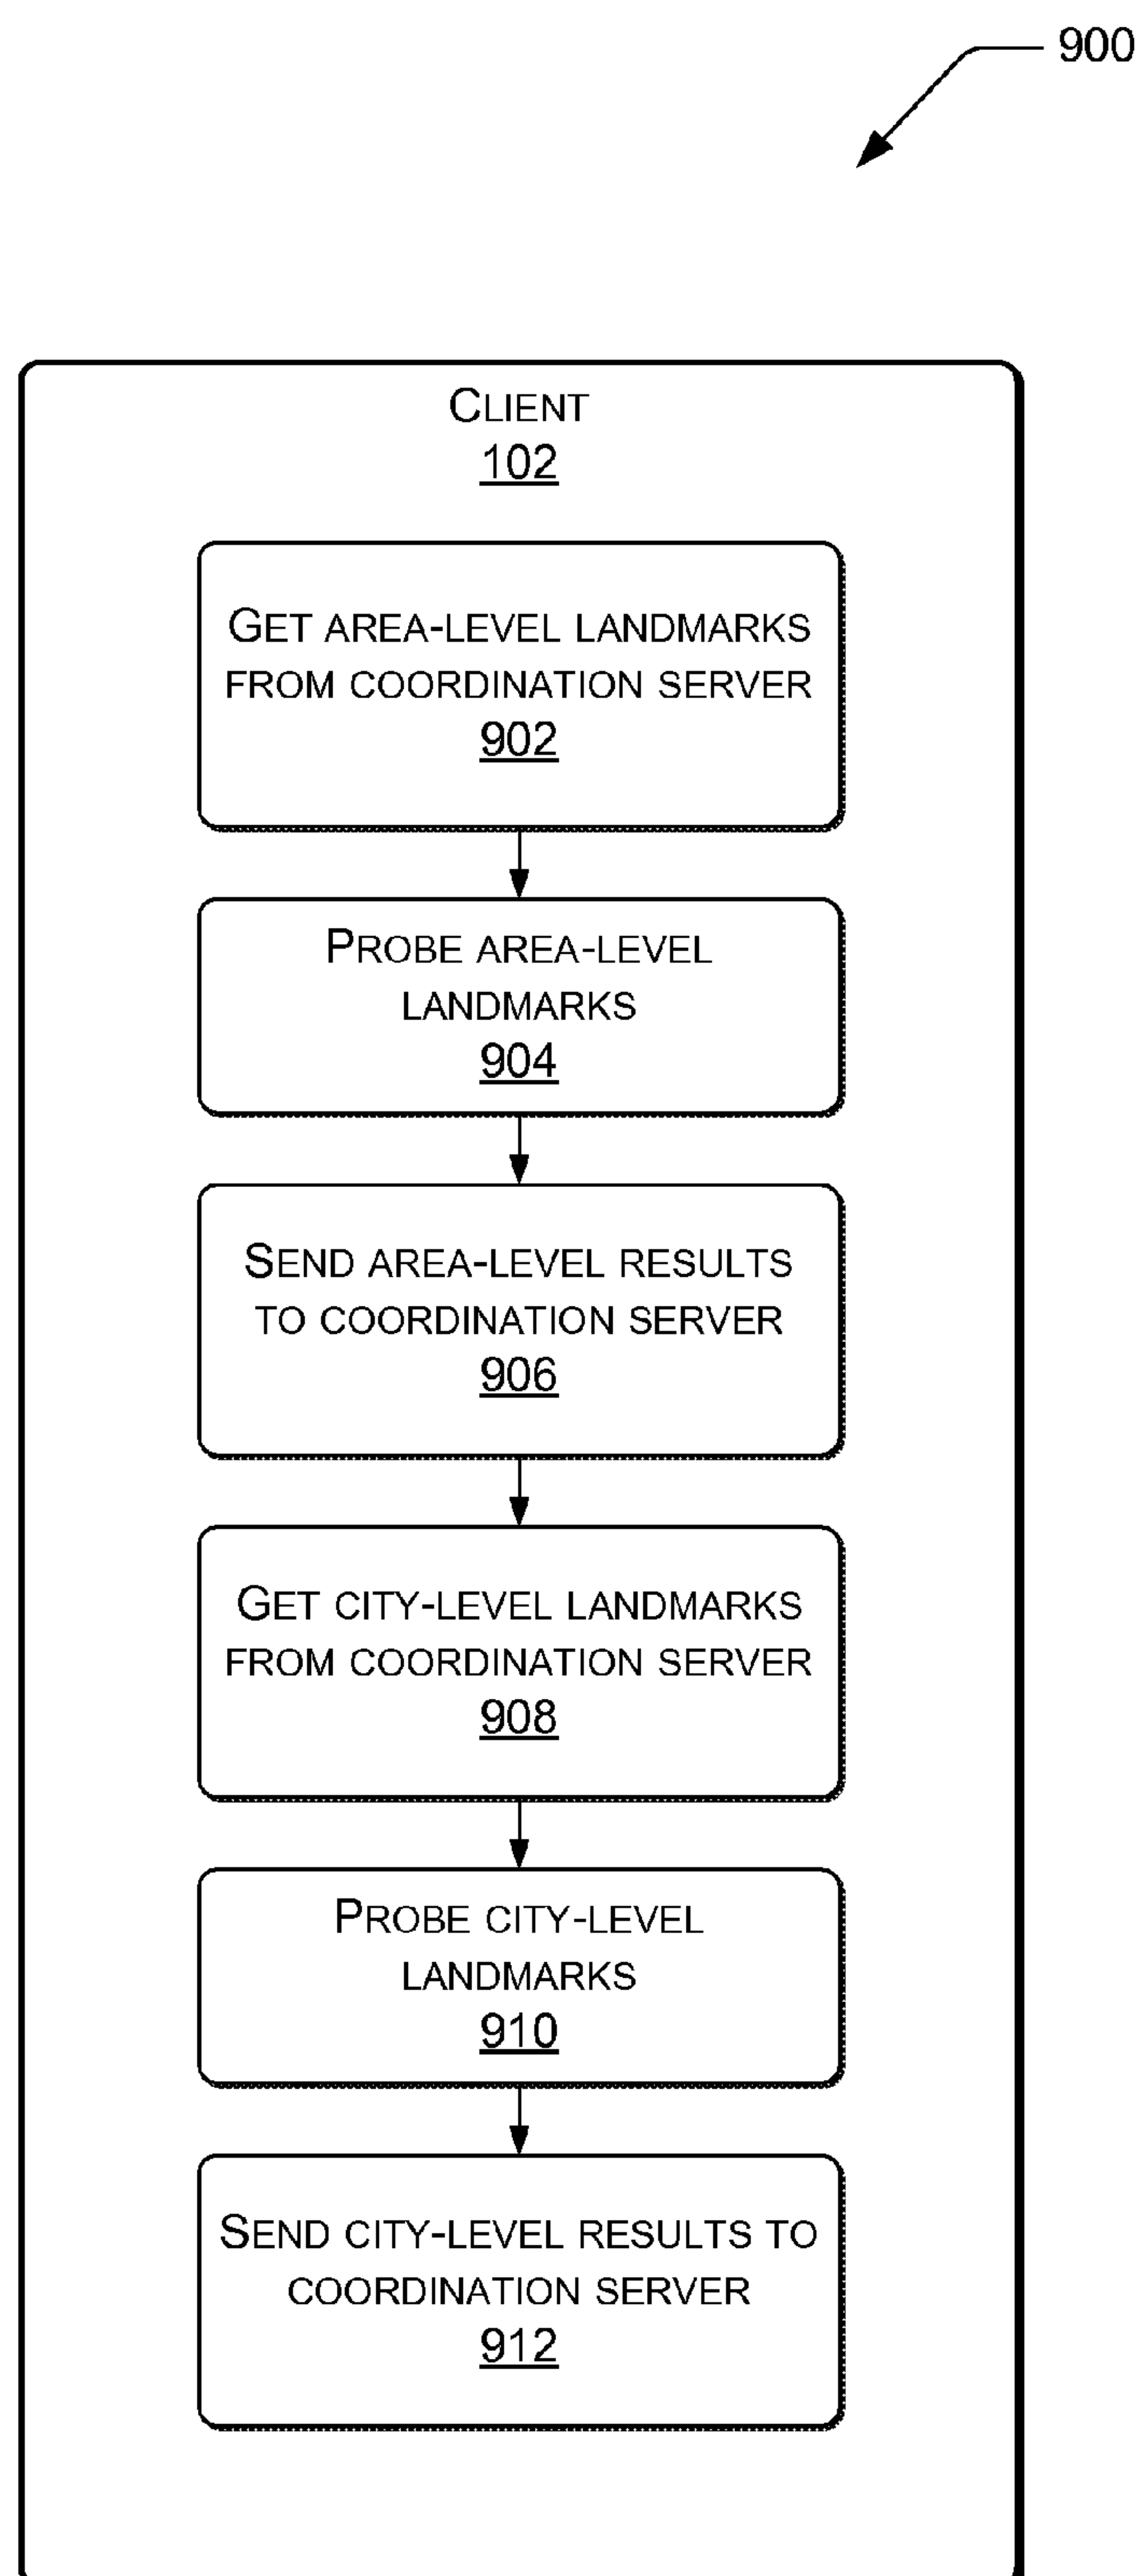 900
CLIENT
102
GET AREA-LEVEL LANDMARKS
FROM COORDINATION SERVER
902
PROBE AREA-LEVEL
LANDMARKS
904
SEND AREA-LEVEL RESULTS
TO COORDINATION SERVER
906
GET CITY-LEVEL LANDMARKS
FROM COORDINATION SERVER
908
PROBE CITY-LEVEL
LANDMARKS
910
SEND CITY-LEVEL RESULTS TO
COORDINATION SERVER
912